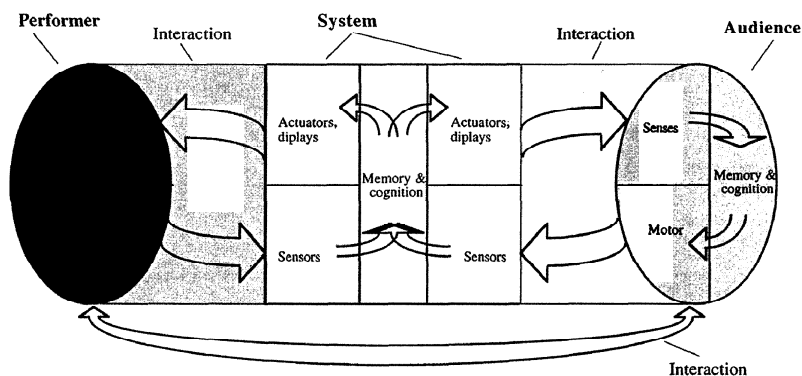 Performer
Interaction
System
Interaction
Audience
Actuators,
diplays
Actuators,
diplays
Senses
Memory &
cognition
Memory &
cognition
Motor
Sensors
Sensors
Interaction